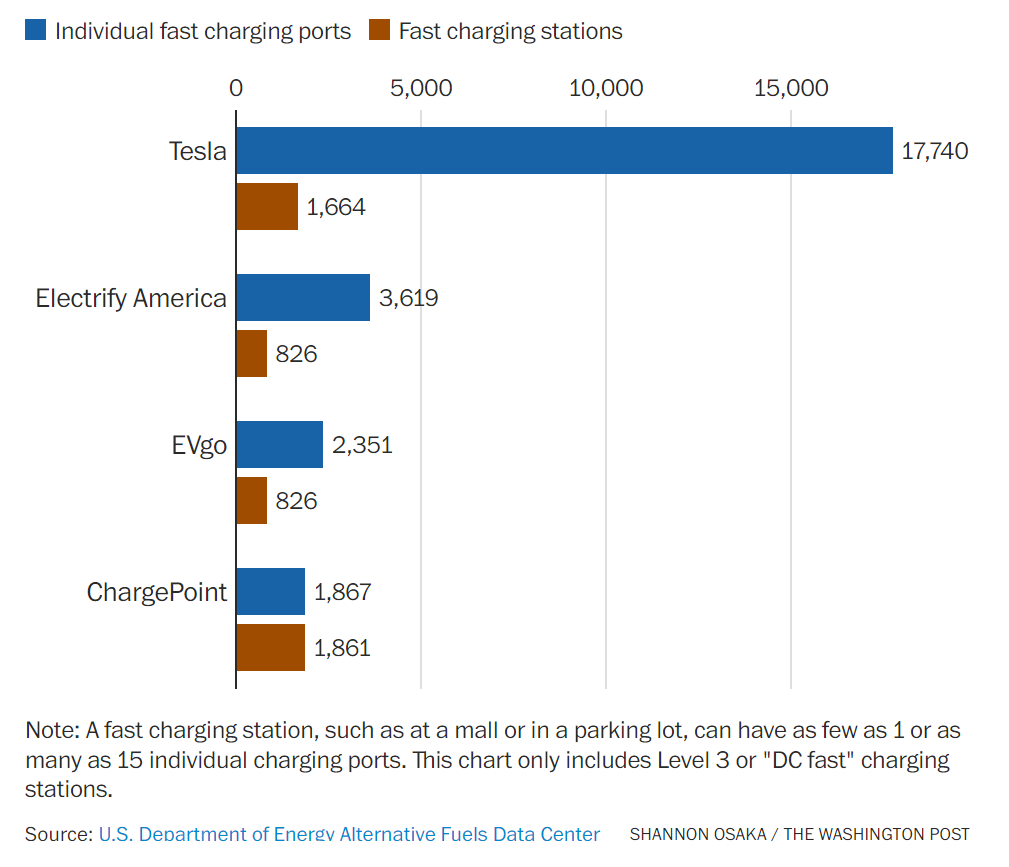 Individual fast charging ports Fast charging stations
0 5,000 10,000 15,000
Tesla 17,740
1,664
Electrify America 3,619
826
EVgo 2,351
826
ChargePoint 1,867
1,861
Note: A fast charging station, such as at a mall or in a parking lot, can have as few as 1 or as
many as 15 individual charging ports. This chart only includes Level 3 or "DC fast" charging
stations.
Source: U.S. Department of Energy Alternative Fuels Data Center SHANNON OSAKA / THE WASHINGTON POST